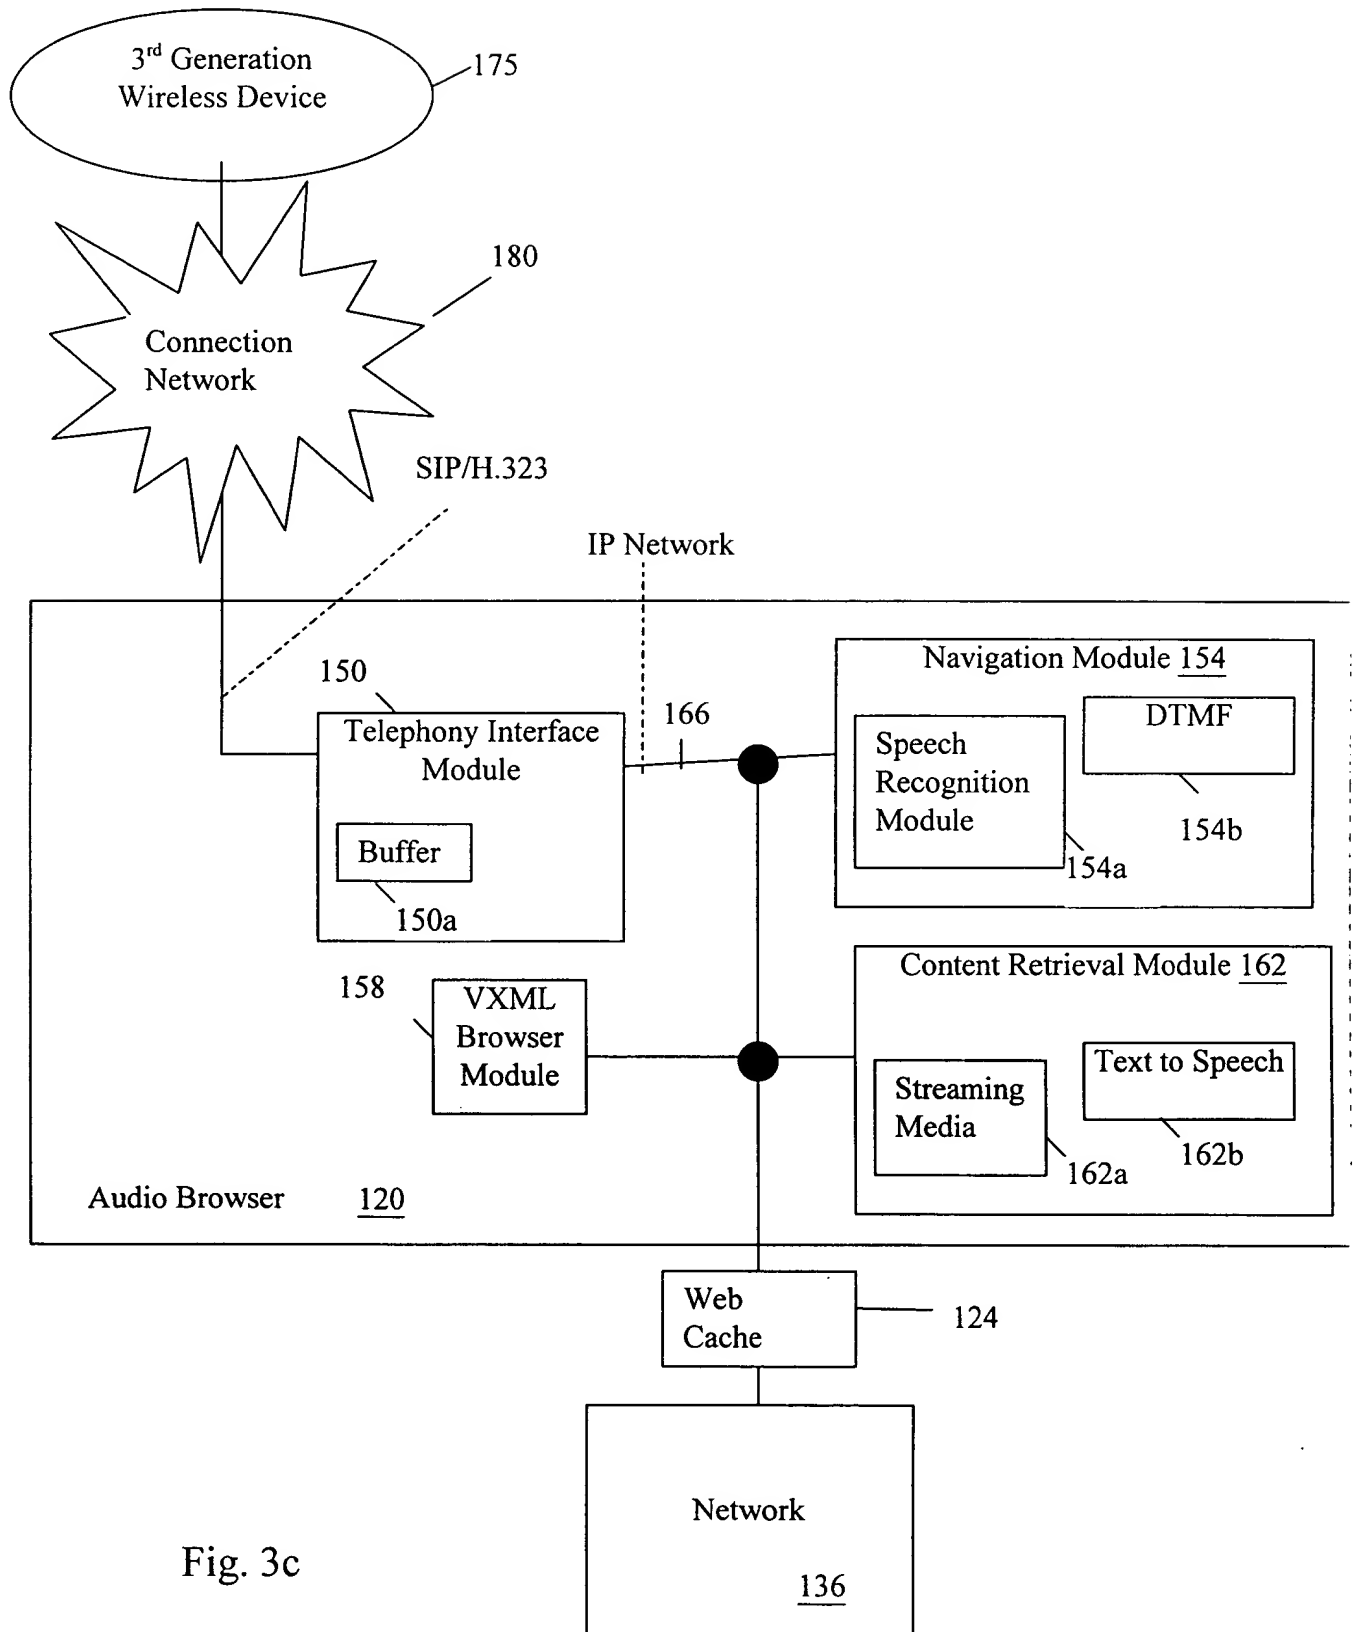 3rd Generation
Wireless Device
175
180
Connection
Network
SIP/H.323
IP Network
150
Telephony Interface
Module
Buffer
150a
166
Navigation Module 154
Speech
Recognition
Module
154a
DTMF
154b
158
VXML
Browser
Module
Content Retrieval Module 162
Streaming
Media
162a
Text to Speech
162b
Audio Browser 120
Web
Cache
124
Network
136
Fig. 3c